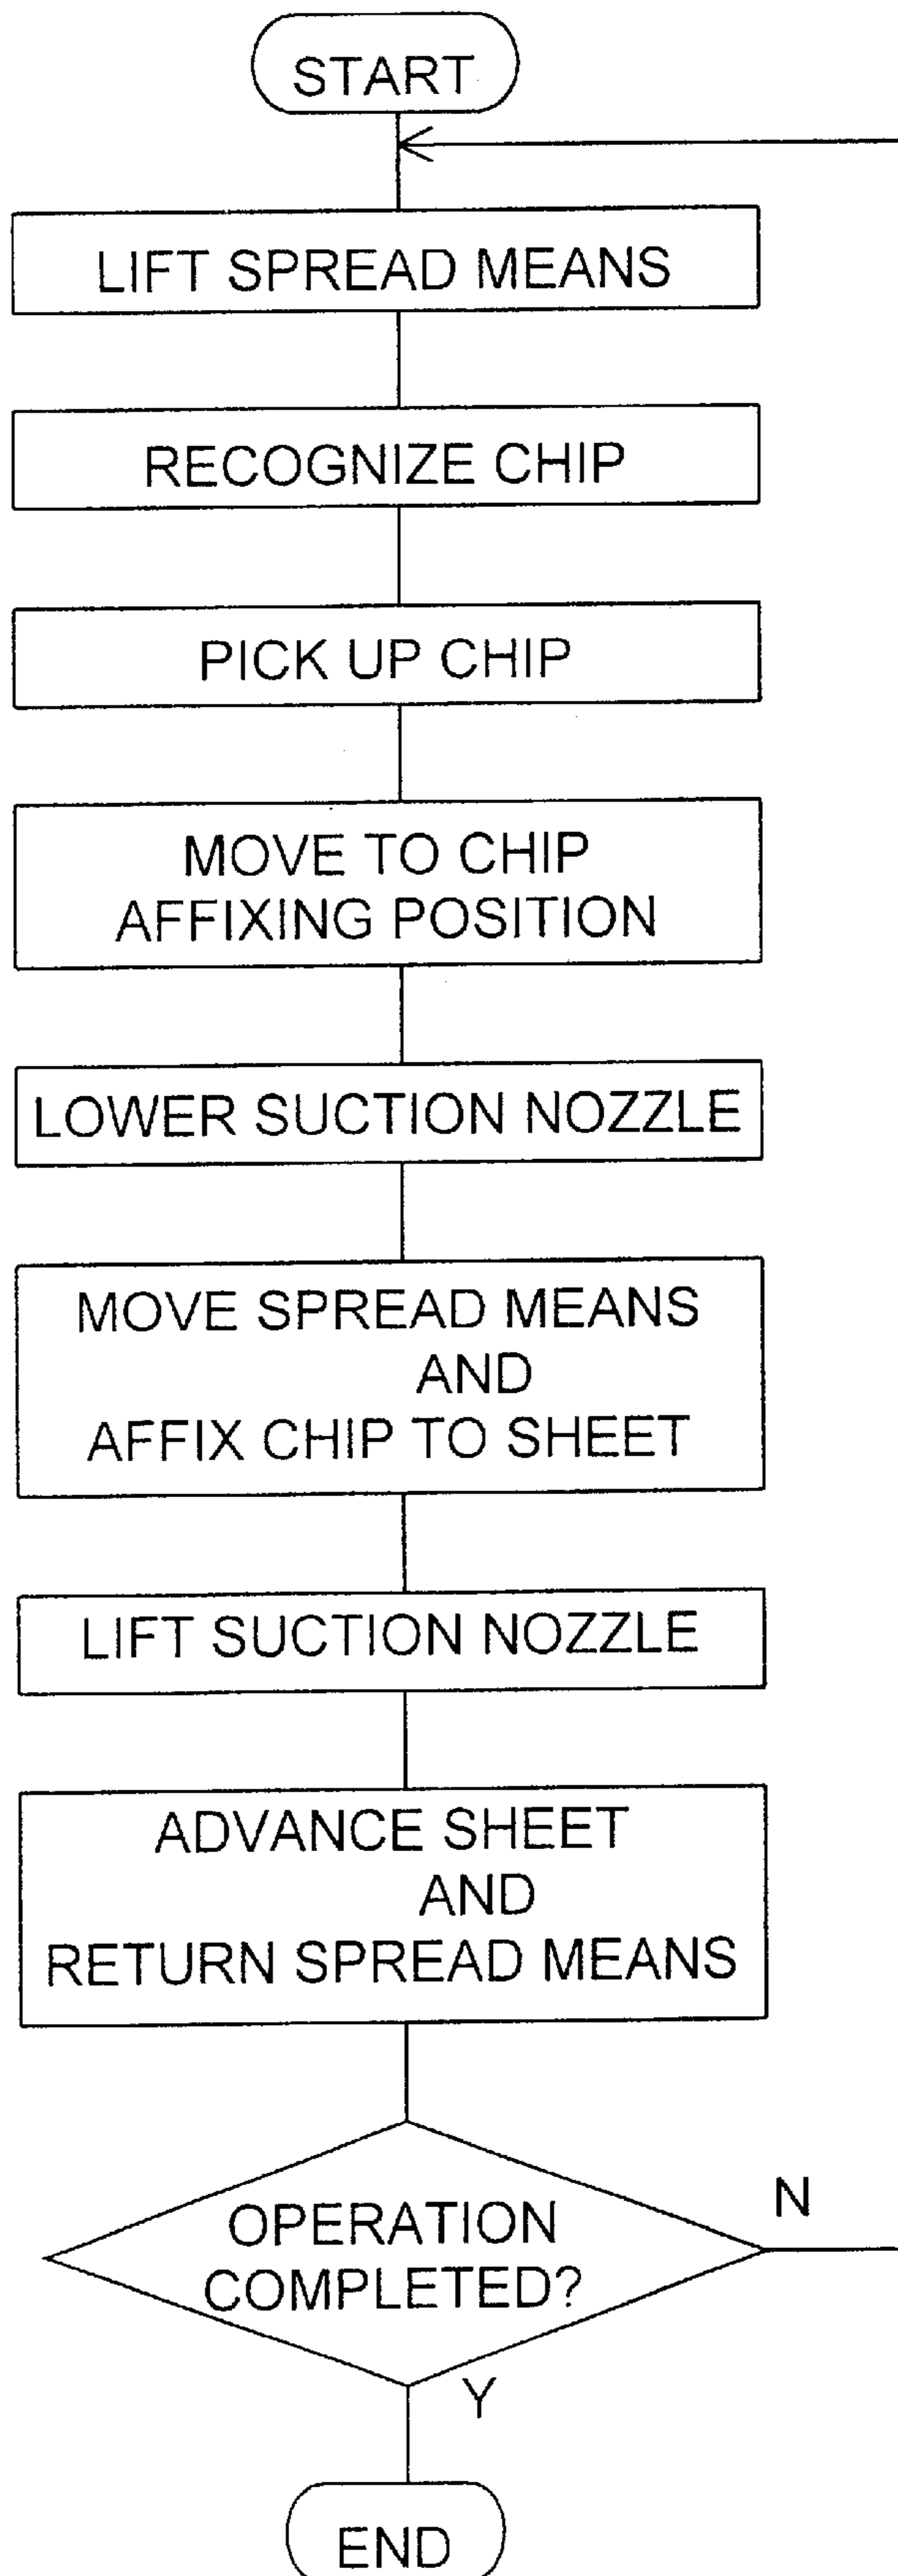 START
LIFT SPREAD MEANS
RECOGNIZE CHIP
PICK UP CHIP
MOVE TO CHIP
AFFIXING POSITION
LOWER SUCTION NOZZLE
MOVE SPREAD MEANS
AND
AFFIX CHIP TO SHEET
LIFT SUCTION NOZZLE
ADVANCE SHEET
AND
RETURN SPREAD MEANS
OPERATION
COMPLETED?
N
Y
END